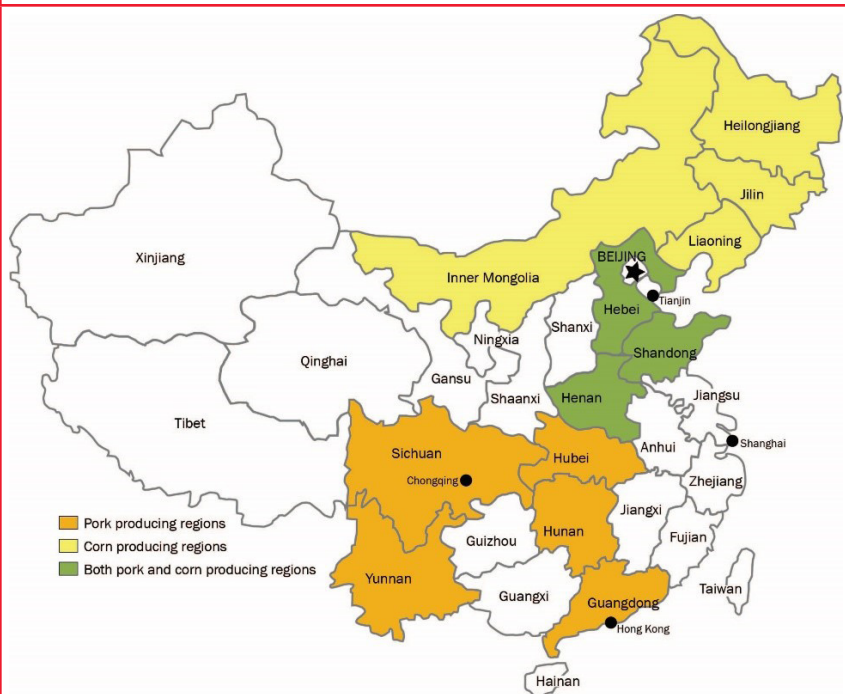 Heilongjiang
Jilin
Liaoning
Xinjiang
BEIJING
Inner Mongolia
Tianjin
Hebei
Shanxi
Ningxia
Qinghai
Shandong
Gansu
Shaanxi
Henan
Jiangsu
Tibet
Shanghai
Sichuan
Hubei
Anhui
Chongqing
Zhejiang
Jiangxi
Pork producing regions
Hunan
Fujian
Guizhou
Corn producing regions
Both pork and corn producing regions
Yunnan
Taiwan
Guangxi
Guangdong
Hong Kong
Hainan